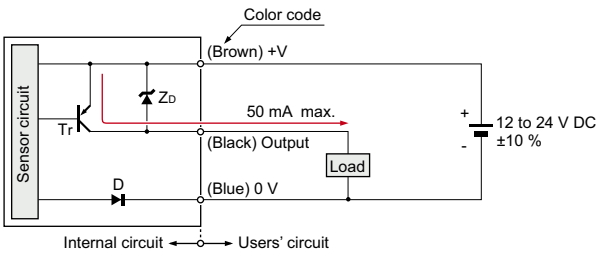 Color code
(Brown) +V
Sensor circuit
Tr
ZD
50 mA max.
(Black) Output
Load
+
-
12 to 24 V DC
±10 %
D
(Blue) 0 V
Internal circuit
Users' circuit